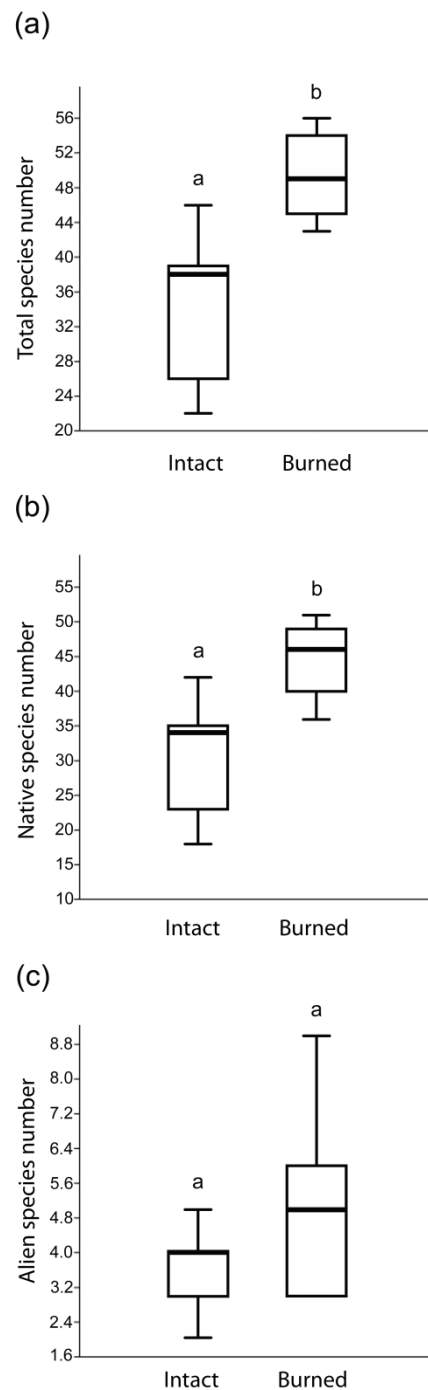 (a)
Total species number
56
52
48
44
40
36
32
28
24
20
a
b
Intact Burned
(b)
Native species number
55
50
45
40
35
30
25
20
15
10
a
b
Intact Burned
(c)
Alien species number
8.8
8.0
7.2
6.4
5.6
4.8
4.0
3.2
2.4
1.6
a
a
Intact Burned